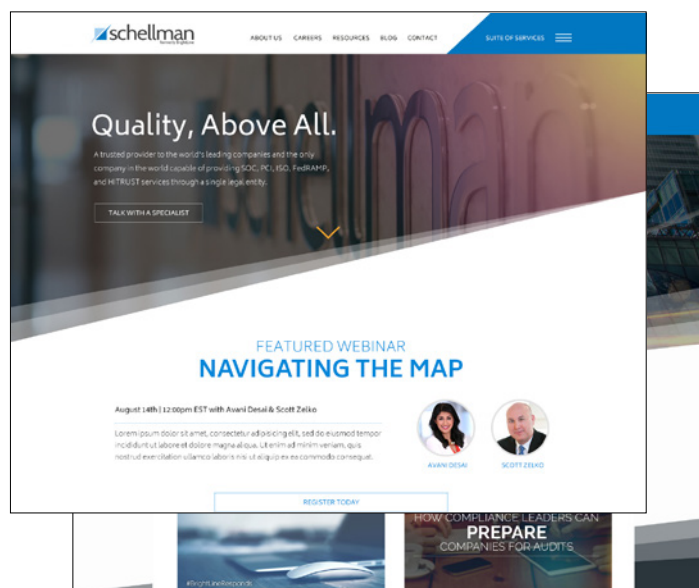 schellman
formerly BrightLine
ABOUT US CAREERS RESOURCES BLOG CONTACT SUITE OF SERVICES
Quality, Above All.
A trusted provider to the world's leading companies and the only
company in the world capable of providing SOC, PCI, ISO, FedRAMP,
and HITRUST services through a single legal entity.
TALK WITH A SPECIALIST
FEATURED WEBINAR
NAVIGATING THE MAP
August 14th | 12:00pm EST with Avani Desai & Scott Zelko
Lorem ipsum dolor sit amet, consectetur adipisicing elit, sed do eiusmod tempor
incididunt ut labore et dolore magna aliqua. Ut enim ad minim veniam, quis
nostrud exercitation ullamco laboris nisi ut aliquip ex ea commodo consequat.
AVANI DESAI SCOTT ZELKO
REGISTER TODAY
HOW COMPLIANCE LEADERS CAN
PREPARE
COMPANIES FOR AUDITS
#BrightLineResponds